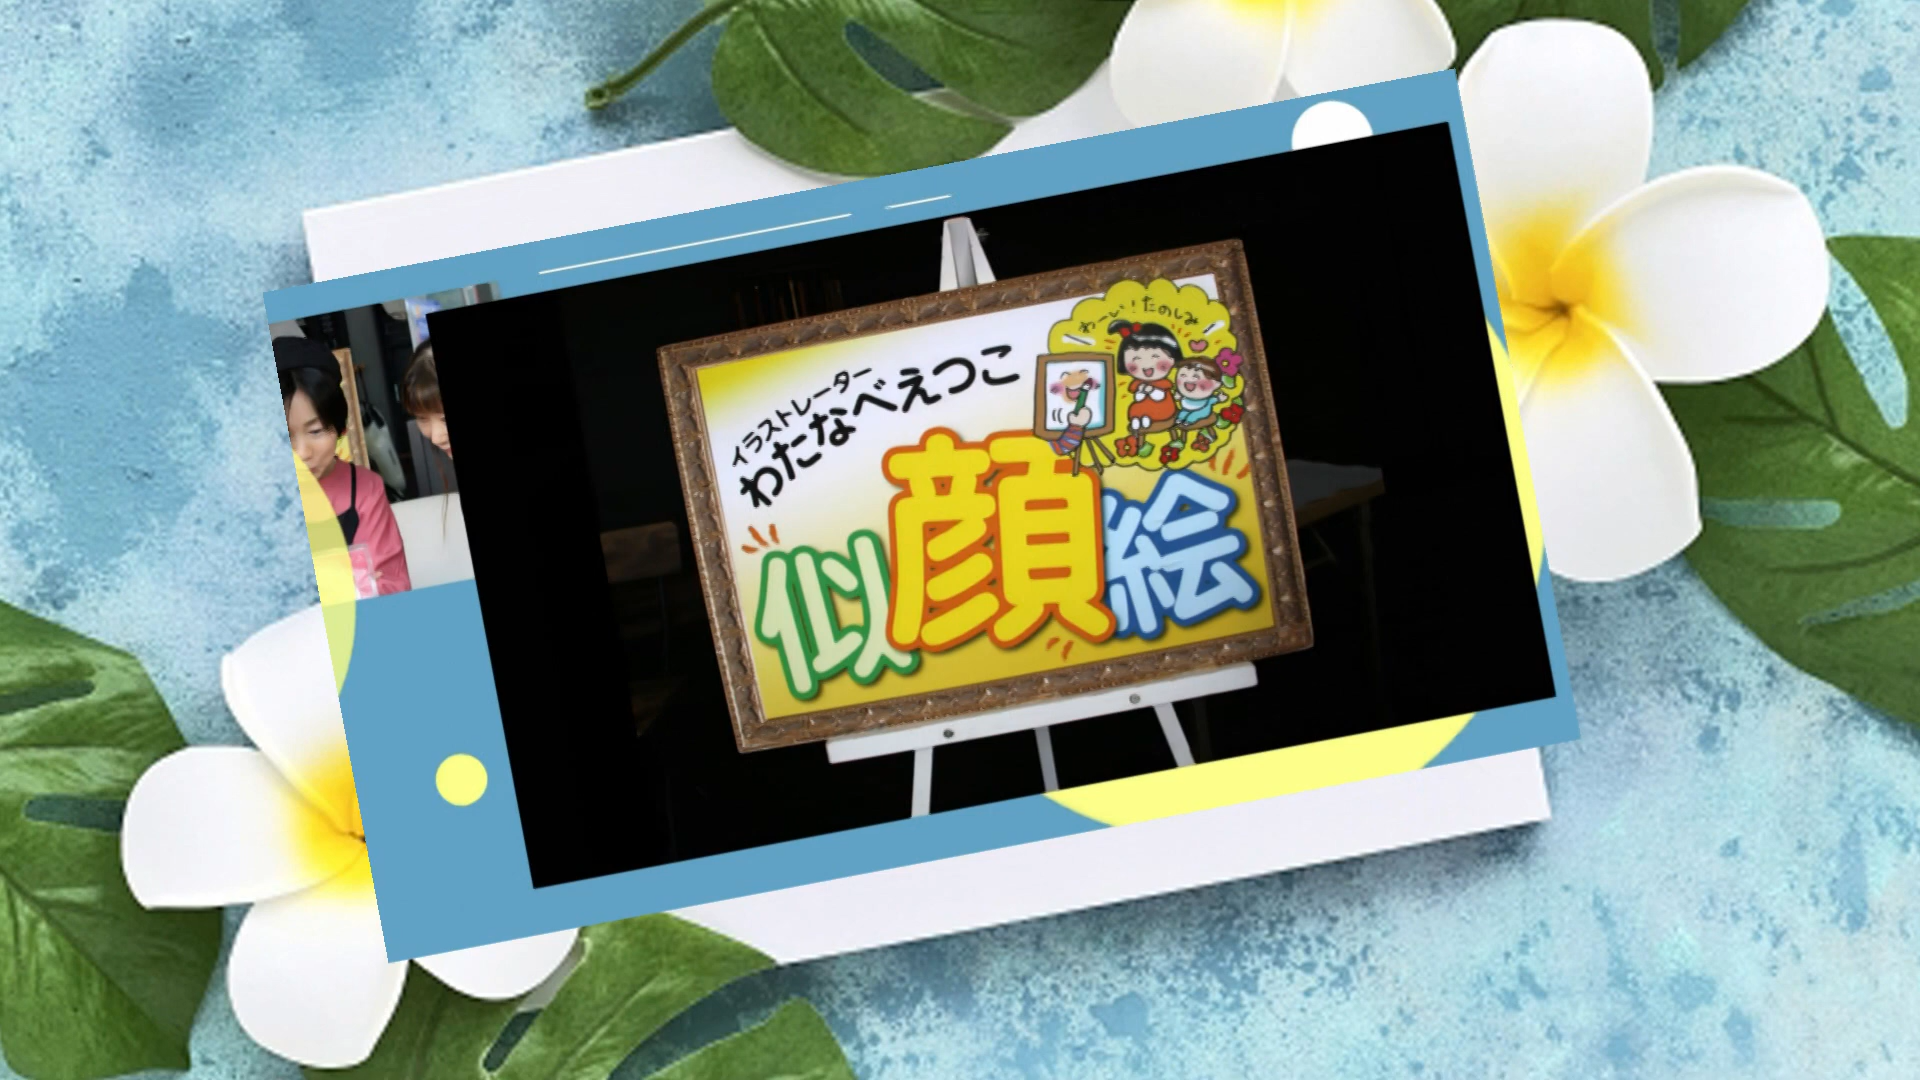 イラストレーター
わたなべえつこ
わーい!たのしみ
似顔絵